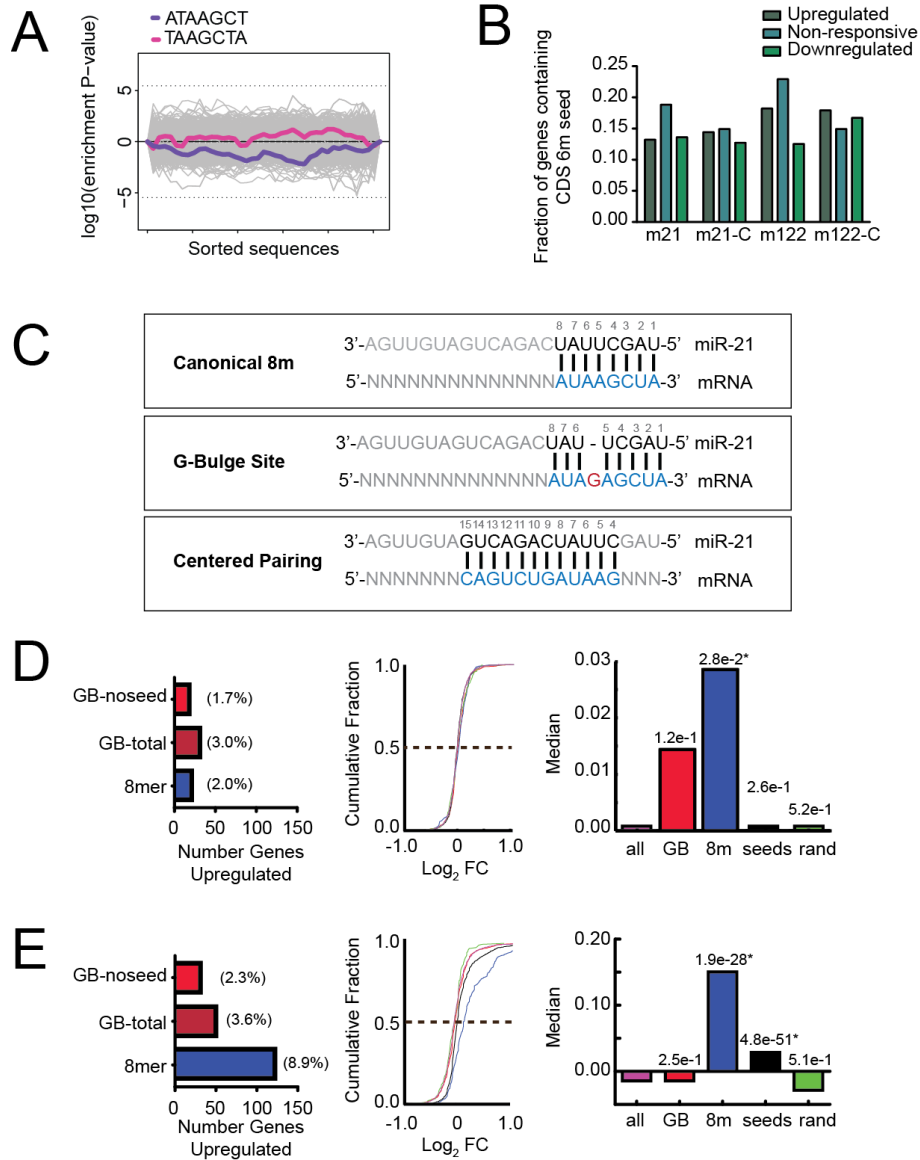 A
ATAAGCT
TAAGCTA
log10(enrichment P−value)
5
0
−5
Sorted sequences
B
Upregulated
Non-responsive
Downregulated
Fraction of genes containing
CDS 6m seed
0.25
0.20
0.15
0.10
0.05
0.00
m21 m21-C m122 m122-C
C
Canonical 8m
8 7 6 5 4 3 2 1
3'-AGUUGUAGUCAGACUAUUCGAU-5' miR-21
5'-NNNNNNNNNNNNNNAUAAGCUA-3' mRNA
G-Bulge Site
8 7 6 5 4 3 2 1
3'-AGUUGUAGUCAGACUAU-UCGAU-5' miR-21
5'-NNNNNNNNNNNNNNAUAGAGCUA-3' mRNA
Centered Pairing
15 14 13 12 11 10 9 8 7 6 5 4
3'-AGUUGUAGUCAGACUAUUCGAU-5' miR-21
5'-NNNNNNNCAGUCUGAUAAGNNN-3' mRNA
D
GB-noseed (1.7%)
GB-total (3.0%)
8mer (2.0%)
0 50 100 150
Number Genes
Upregulated
Cumulative Fraction
1.0
0.5
0.0
-1.0 0 1.0
Log2 FC
Median
0.03
0.01
0.00
1.2e-1
2.8e-2*
2.6e-1
5.2e-1
all GB 8m seeds rand
E
GB-noseed (2.3%)
GB-total (3.6%)
8mer (8.9%)
0 50 100 150
Number Genes
Upregulated
Cumulative Fraction
1.0
0.5
0.0
-1.0 0 1.0
Log2 FC
Median
0.20
0.10
0.00
2.5e-1
1.9e-28*
4.8e-51*
5.1e-1
all GB 8m seeds rand